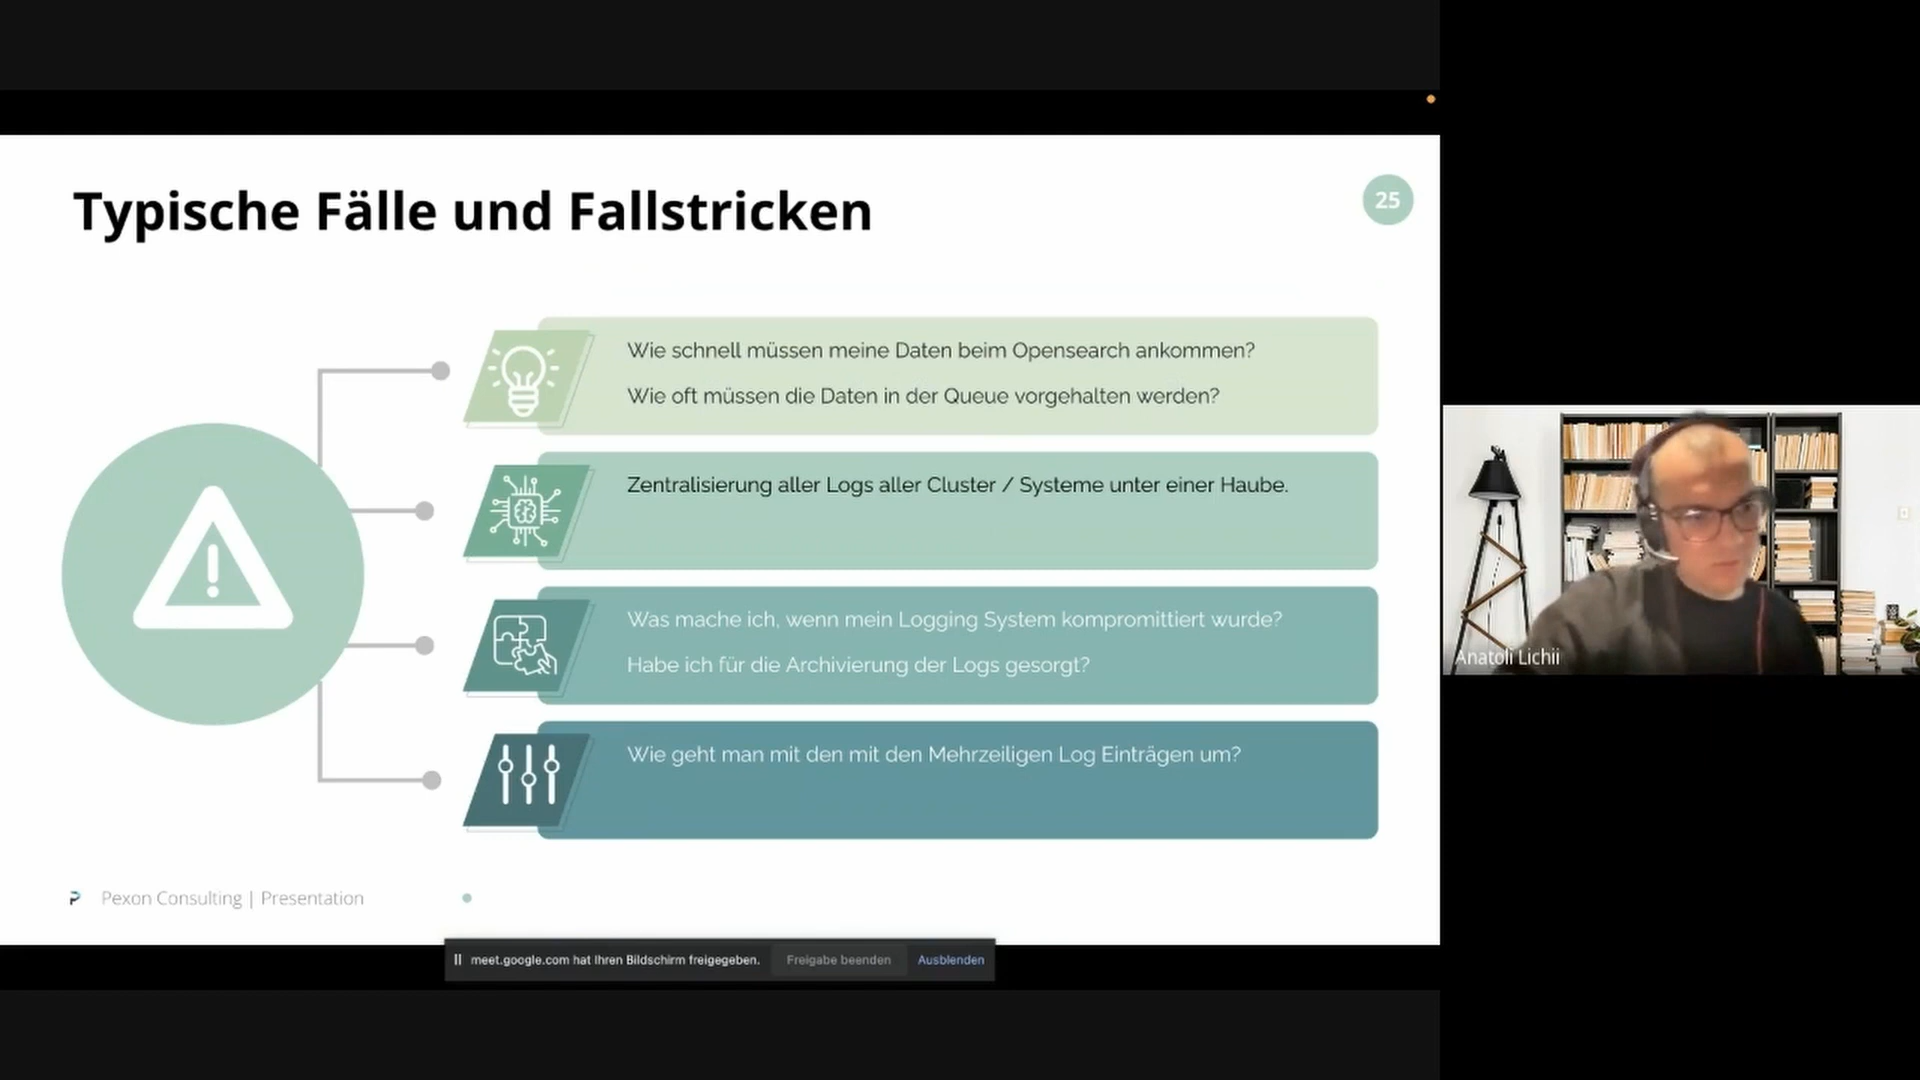 Typische Fälle und Fallstricken
25
Wie schnell müssen meine Daten beim Opensearch ankommen?
Wie oft müssen die Daten in der Queue vorgehalten werden?
Zentralisierung aller Logs aller Cluster / Systeme unter einer Haube.
Was mache ich, wenn mein Logging System kompromittiert wurde?
Habe ich für die Archivierung der Logs gesorgt?
Wie geht man mit den mit den Mehrzeiligen Log Einträgen um?
Pexon Consulting | Presentation
meet.google.com hat Ihren Bildschirm freigegeben.
Freigabe beenden
Ausblenden
Anatoli Lichii